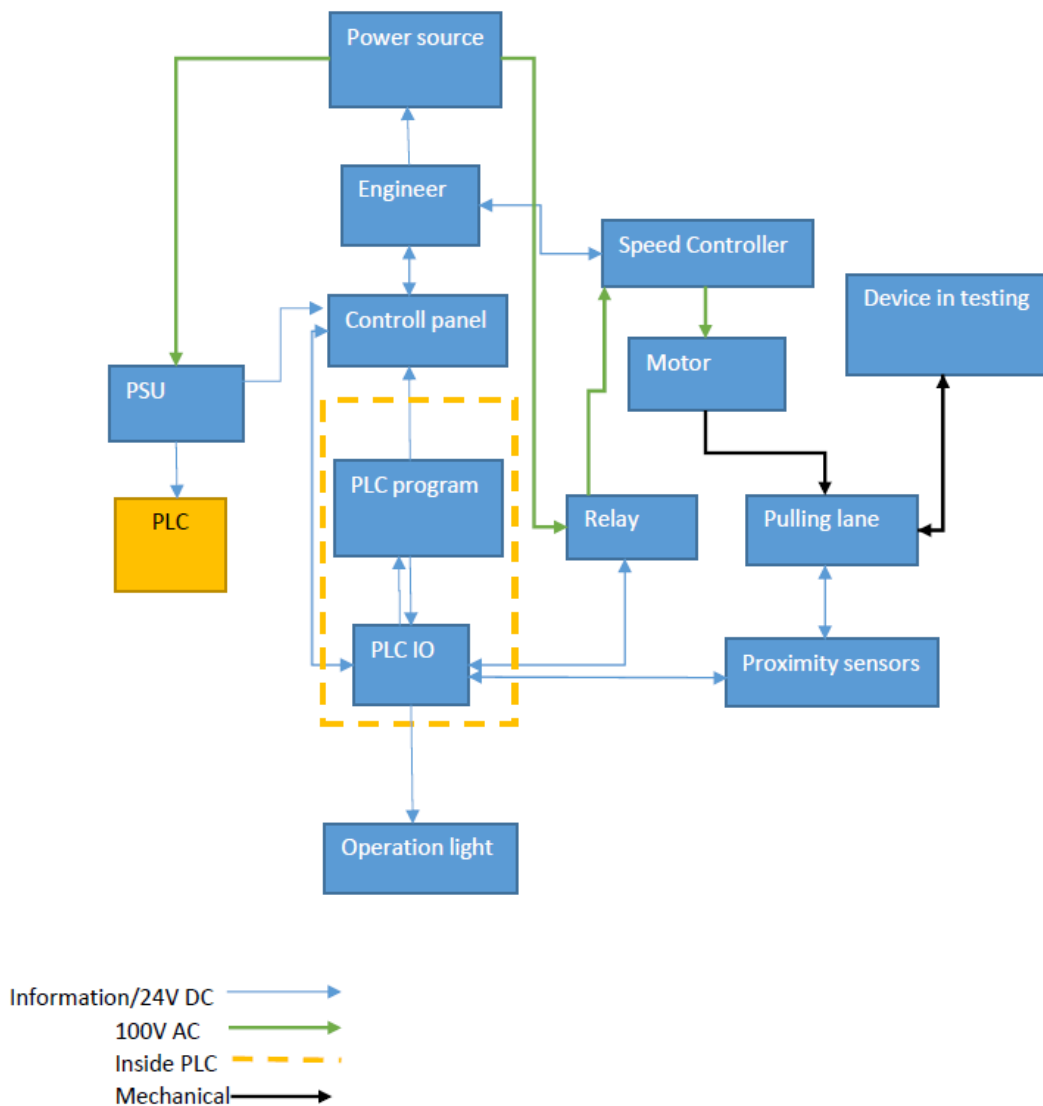 Power source
Engineer
Speed Controller
Device in testing
Controll panel
Motor
PSU
PLC program
PLC
Relay
Pulling lane
PLC IO
Proximity sensors
Operation light
Information/24V DC
100V AC
Inside PLC
Mechanical